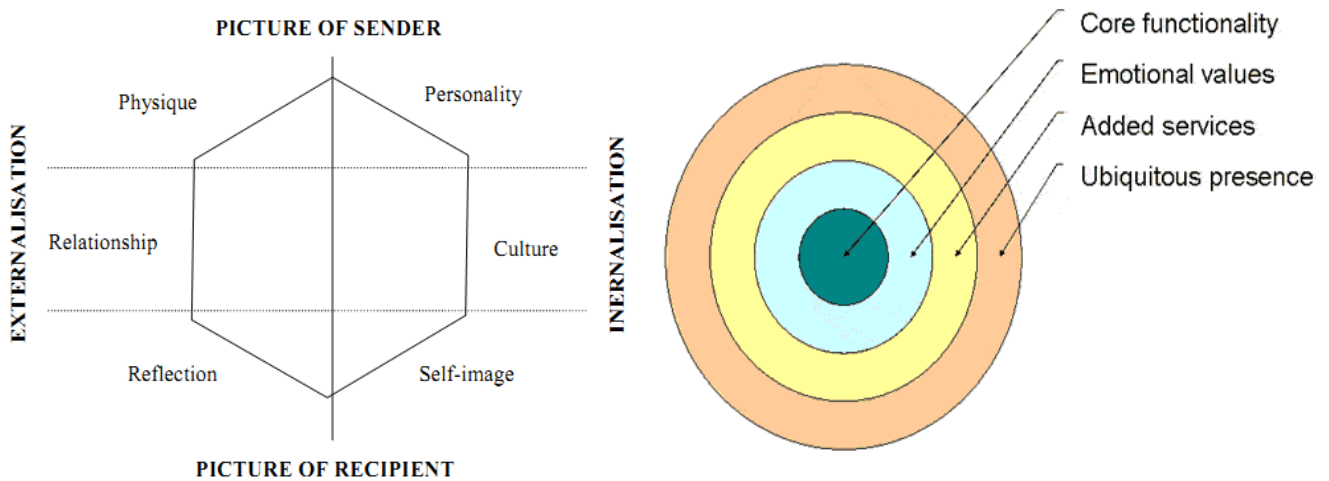 PICTURE OF SENDER
Physique
Personality
EXTERNALISATION
Relationship
Culture
INERNALISATION
Reflection
Self-image
PICTURE OF RECIPIENT
Core functionality
Emotional values
Added services
Ubiquitous presence